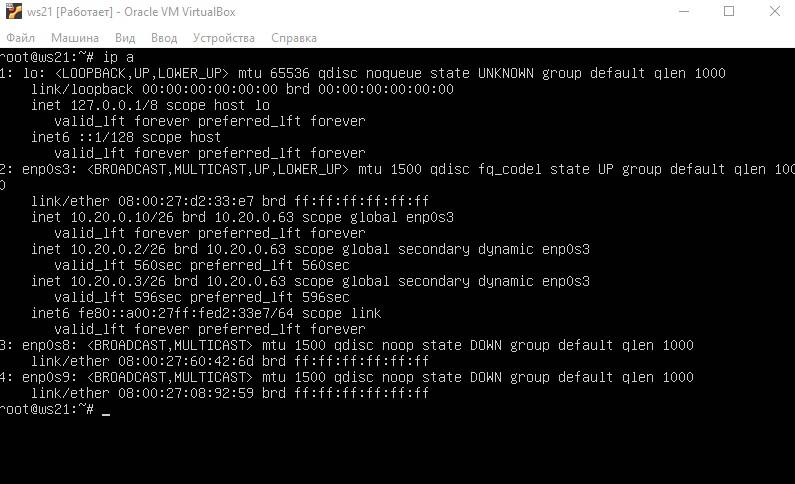 ws21 [Работает] - Oracle VM VirtualBox
Файл Машина Вид Ввод Устройства Справка
root@ws21:~# ip a
1: lo: <LOOPBACK,UP,LOWER_UP> mtu 65536 qdisc noqueue state UNKNOWN group default qlen 1000
    link/loopback 00:00:00:00:00:00 brd 00:00:00:00:00:00
    inet 127.0.0.1/8 scope host lo
       valid_lft forever preferred_lft forever
    inet6 ::1/128 scope host
       valid_lft forever preferred_lft forever
2: enp0s3: <BROADCAST,MULTICAST,UP,LOWER_UP> mtu 1500 qdisc fq_codel state UP group default qlen 100
0
    link/ether 08:00:27:d2:33:e7 brd ff:ff:ff:ff:ff:ff
    inet 10.20.0.10/26 brd 10.20.0.63 scope global enp0s3
       valid_lft forever preferred_lft forever
    inet 10.20.0.2/26 brd 10.20.0.63 scope global secondary dynamic enp0s3
       valid_lft 560sec preferred_lft 560sec
    inet 10.20.0.3/26 brd 10.20.0.63 scope global secondary dynamic enp0s3
       valid_lft 596sec preferred_lft 596sec
    inet6 fe80::a00:27ff:fed2:33e7/64 scope link
       valid_lft forever preferred_lft forever
3: enp0s8: <BROADCAST,MULTICAST> mtu 1500 qdisc noop state DOWN group default qlen 1000
    link/ether 08:00:27:60:42:6d brd ff:ff:ff:ff:ff:ff
4: enp0s9: <BROADCAST,MULTICAST> mtu 1500 qdisc noop state DOWN group default qlen 1000
    link/ether 08:00:27:08:92:59 brd ff:ff:ff:ff:ff:ff
root@ws21:~# _